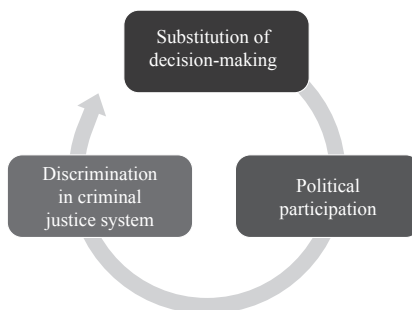 Substitution of
decision-making
Discrimination
in criminal
justice system
Political
participation